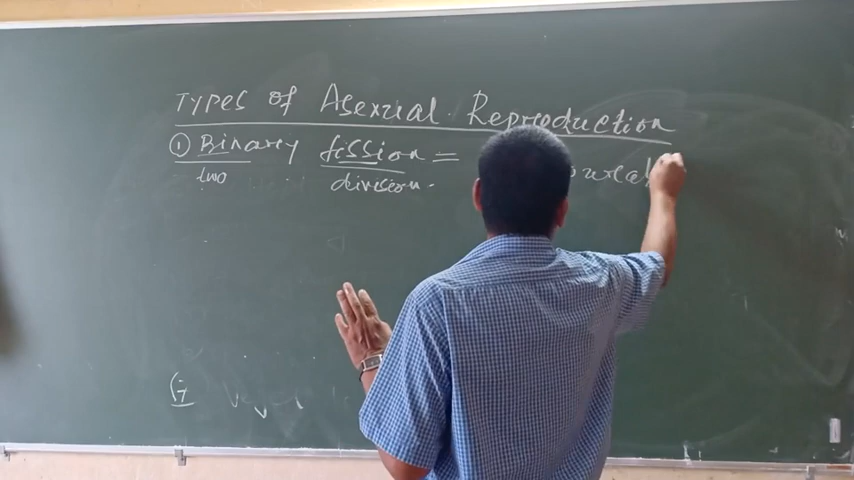 Types of Asexual Reproduction
① Binary fission =
two division.